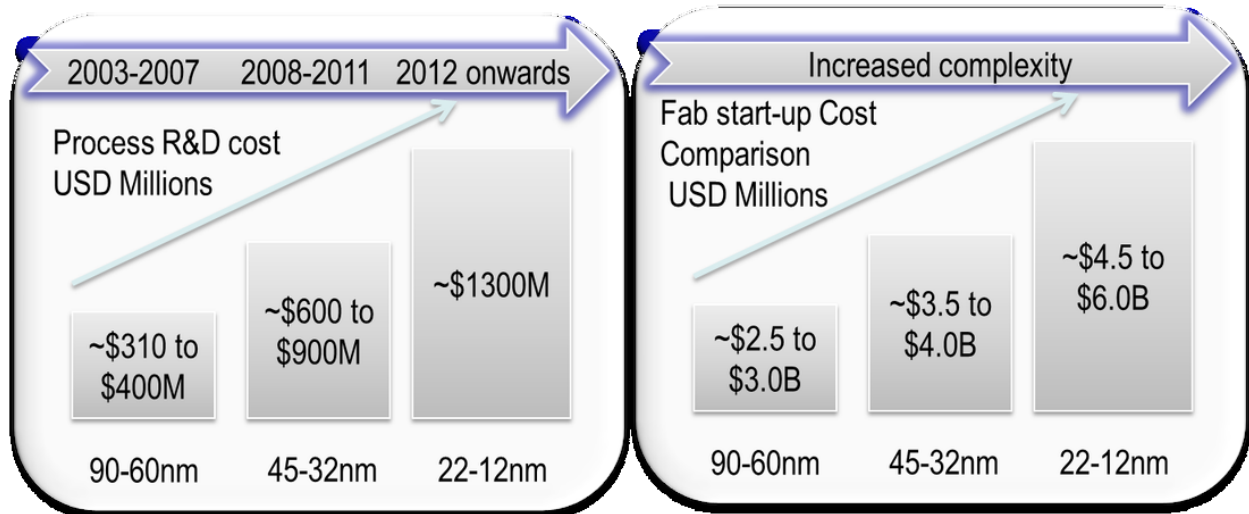 2003-2007 2008-2011 2012 onwards
Process R&D cost
USD Millions
~$310 to
$400M
~$600 to
$900M
~$1300M
90-60nm 45-32nm 22-12nm
Increased complexity
Fab start-up Cost
Comparison
USD Millions
~$2.5 to
$3.0B
~$3.5 to
$4.0B
~$4.5 to
$6.0B
90-60nm 45-32nm 22-12nm